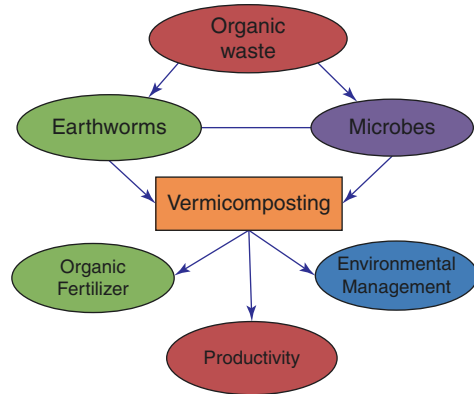 Organic
waste
Earthworms
Microbes
Vermicomposting
Organic
Fertilizer
Environmental
Management
Productivity